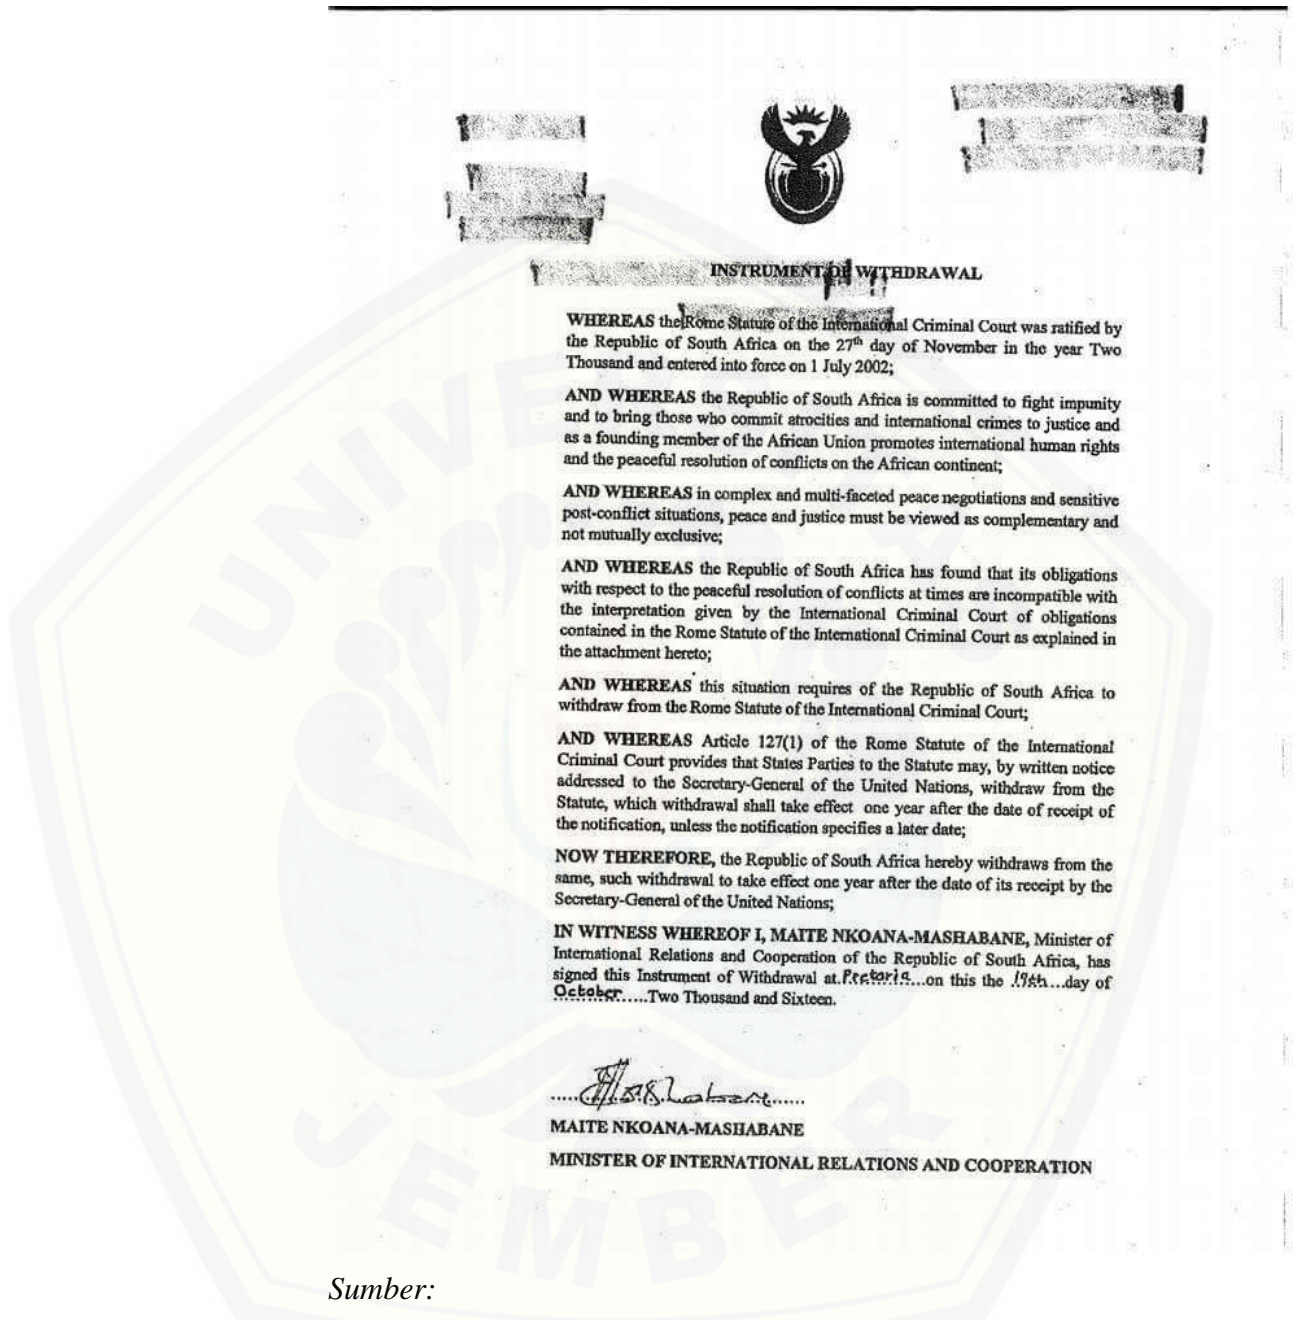 INSTRUMENT OF WITHDRAWAL
WHEREAS the Rome Statute of the International Criminal Court was ratified by
the Republic of South Africa on the 27th day of November in the year Two
Thousand and entered into force on 1 July 2002;
AND WHEREAS the Republic of South Africa is committed to fight impunity
and to bring those who commit atrocities and international crimes to justice and
as a founding member of the African Union promotes international human rights
and the peaceful resolution of conflicts on the African continent;
AND WHEREAS in complex and multi-faceted peace negotiations and sensitive
post-conflict situations, peace and justice must be viewed as complementary and
not mutually exclusive;
AND WHEREAS the Republic of South Africa has found that its obligations
with respect to the peaceful resolution of conflicts at times are incompatible with
the interpretation given by the International Criminal Court of obligations
contained in the Rome Statute of the International Criminal Court as explained in
the attachment hereto;
AND WHEREAS this situation requires of the Republic of South Africa to
withdraw from the Rome Statute of the International Criminal Court;
AND WHEREAS Article 127(1) of the Rome Statute of the International
Criminal Court provides that States Parties to the Statute may, by written notice
addressed to the Secretary-General of the United Nations, withdraw from the
Statute, which withdrawal shall take effect one year after the date of receipt of
the notification, unless the notification specifies a later date;
NOW THEREFORE, the Republic of South Africa hereby withdraws from the
same, such withdrawal to take effect one year after the date of its receipt by the
Secretary-General of the United Nations;
IN WITNESS WHEREOF I, MAITE NKOANA-MASHABANE, Minister of
International Relations and Cooperation of the Republic of South Africa, has
signed this Instrument of Withdrawal at Pretoria...on this the 19th...day of
October.....Two Thousand and Sixteen.
MAITE NKOANA-MASHABANE
MINISTER OF INTERNATIONAL RELATIONS AND COOPERATION
Sumber:
UNIVE
JEMBER